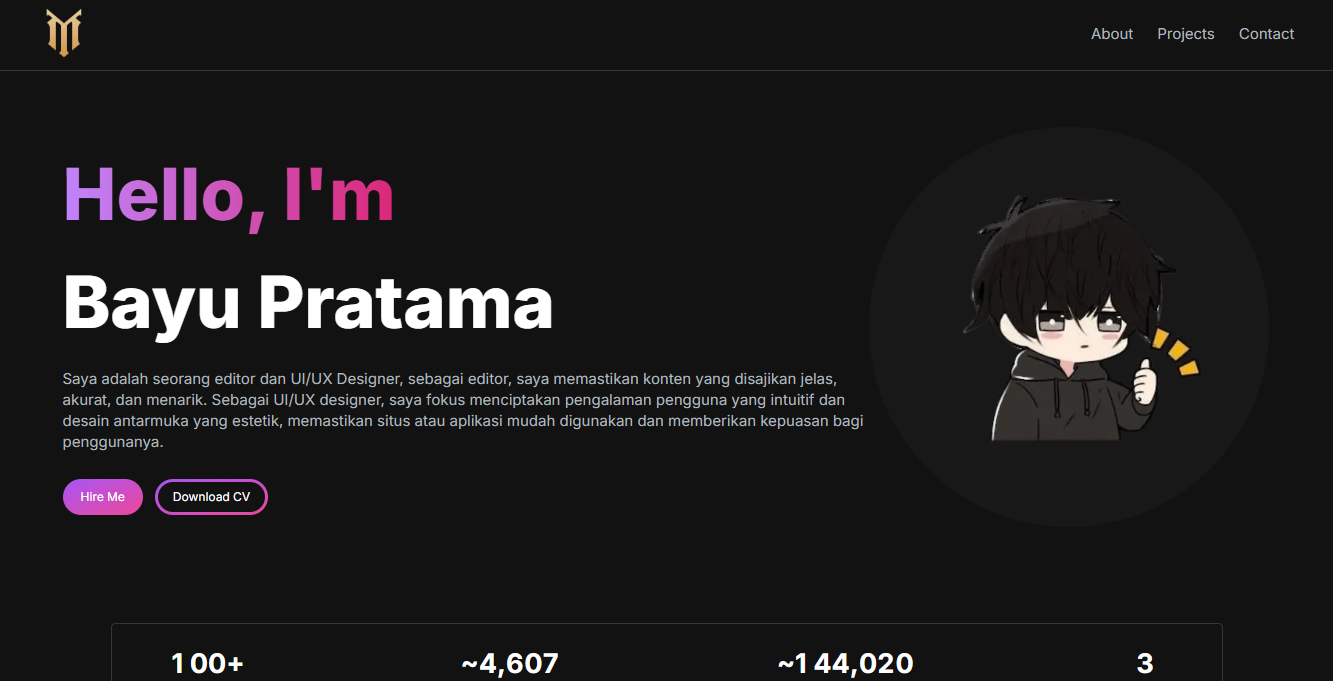 About Projects Contact
Hello, I'm
Bayu Pratama
Saya adalah seorang editor dan UI/UX Designer, sebagai editor, saya memastikan konten yang disajikan jelas,
akurat, dan menarik. Sebagai UI/UX designer, saya fokus menciptakan pengalaman pengguna yang intuitif dan
desain antarmuka yang estetik, memastikan situs atau aplikasi mudah digunakan dan memberikan kepuasan bagi
penggunanya.
Hire Me Download CV
100+ ~4,607 ~144,020 3